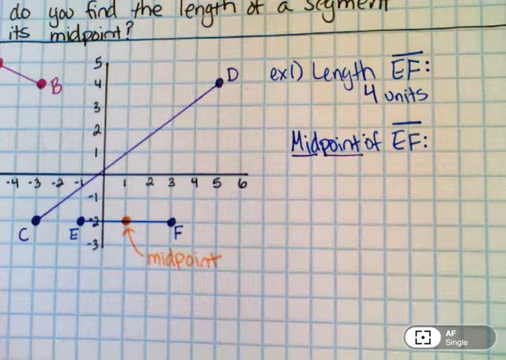 do you find the length of a segment
its midpoint?
5
B
D
ex1) Length EF:
4
4 units
3
2
Midpoint of EF:
1
-4 -3 -2 -1 1 2 3 4 5 6
-1
-2
C E F
-3
midpoint
AF
Single